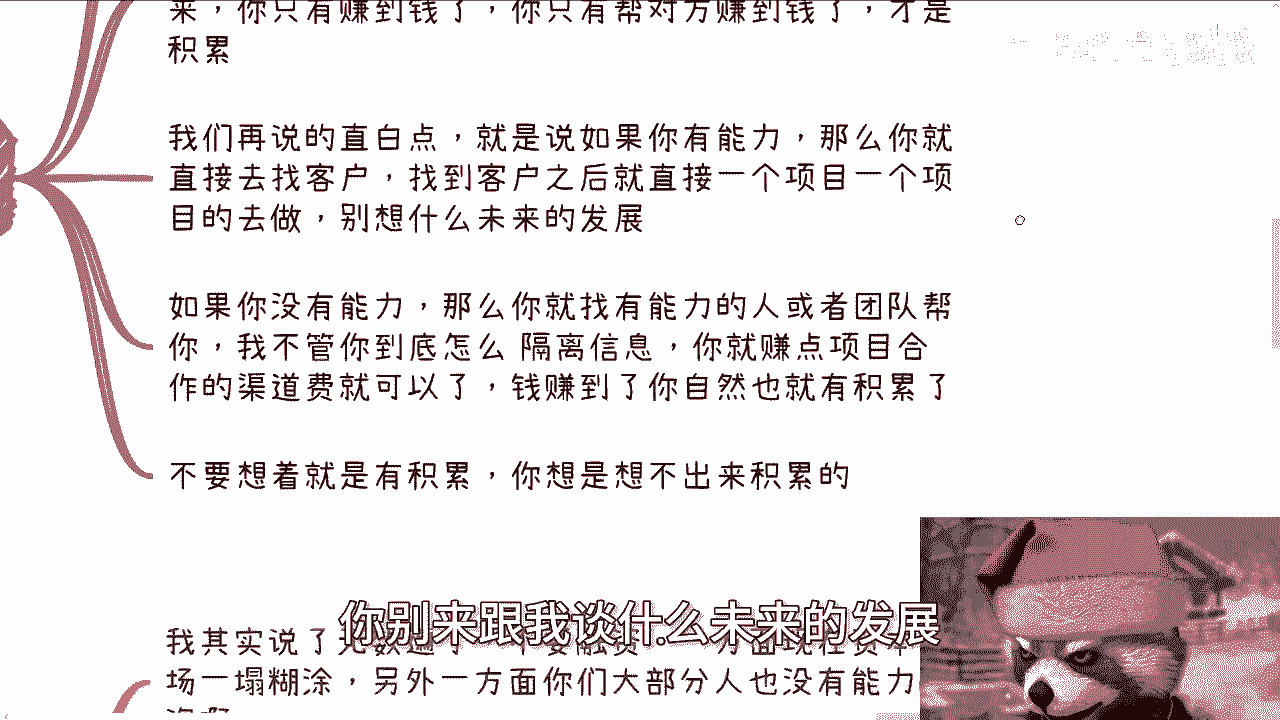 来，你只有赚到钱了，你只有帮对方赚到钱了，才是
积累
我们再说的直白点，就是说如果你有能力，那么你就
直接去找客户，找到客户之后就直接一个项目一个项
目的去做，别想什么未来的发展
如果你没有能力，那么你就找有能力的人或者团队帮
你，我不管你到底怎么 隔离信息，你就赚点项目合
作的渠道费就可以了，钱赚到了你自然也就有积累了
不要想着就是有积累，你想是想不出来积累的
你别来跟我谈什么未来的发展
我其实说了
场一塌糊涂，另外一方面你们大部分人也没有能力